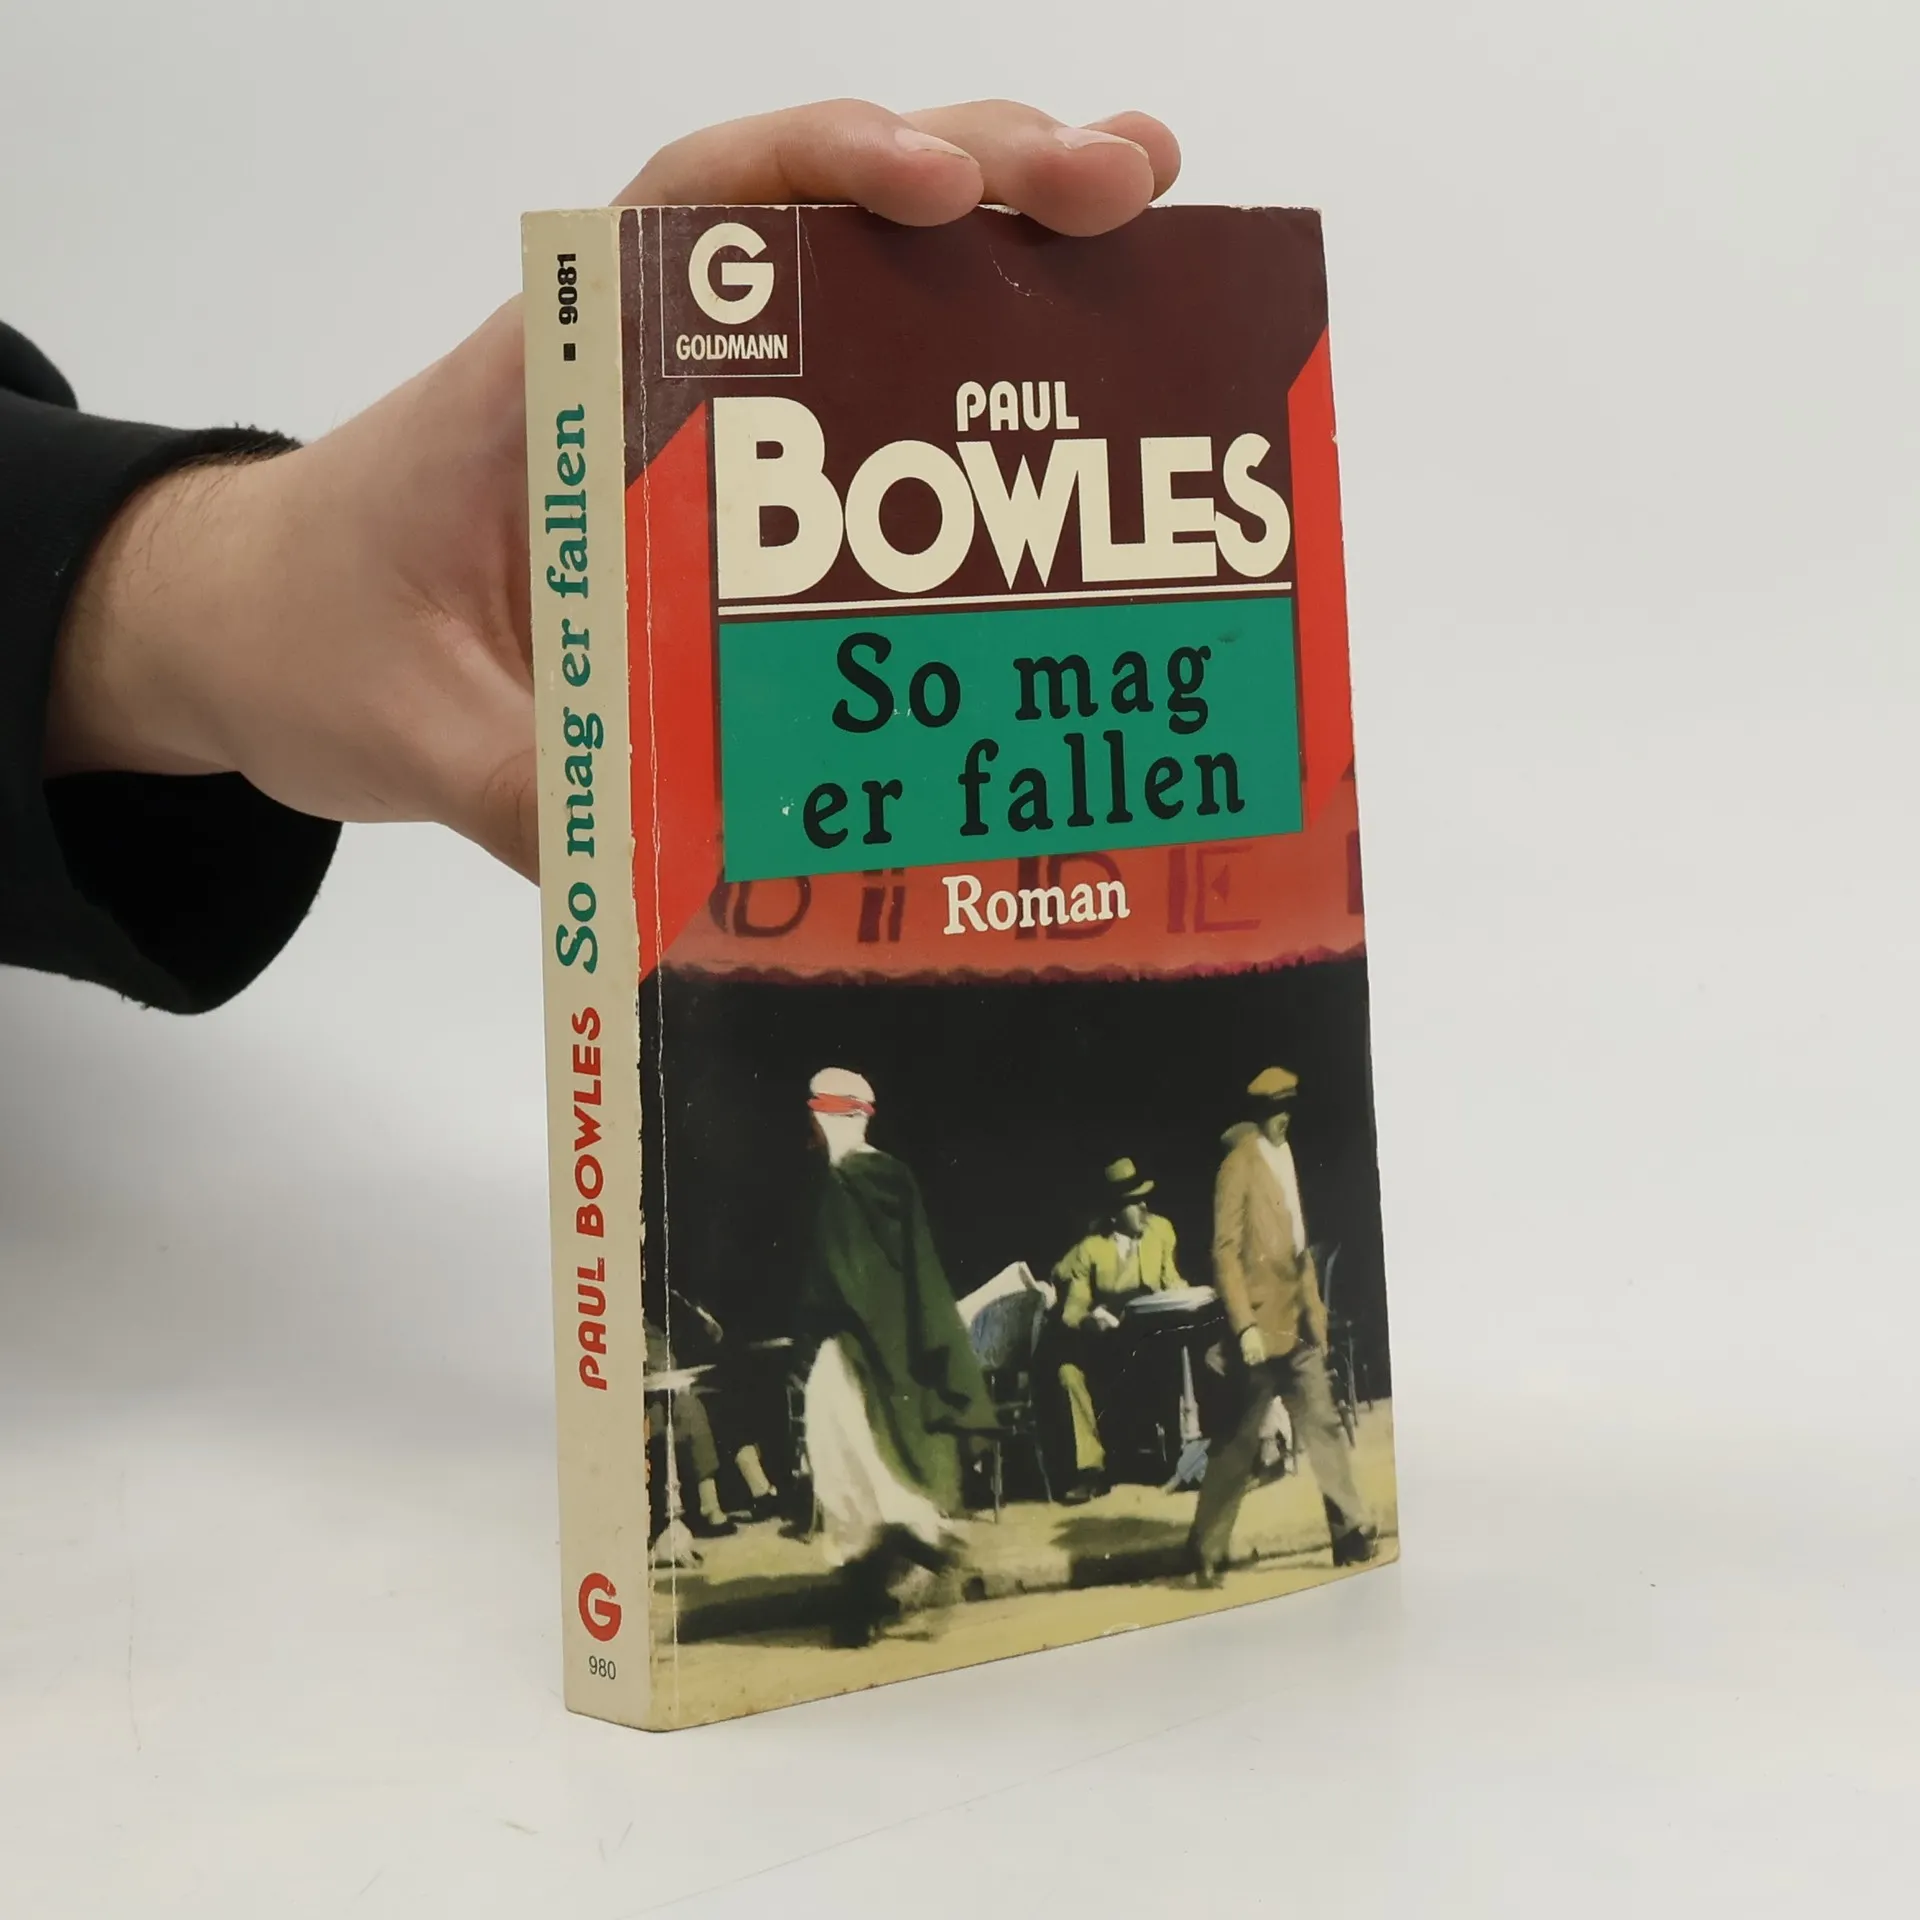 G
GOLDMANN
PAUL
BOWLES
So mag
er fallen
Roman
PAUL BOWLES So mag er fallen ▪ 9081
G
980